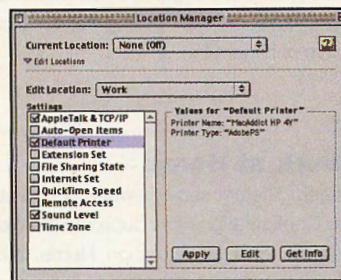 Location Manager
Current Location: None (Off)
Edit Locations
Edit Location: Work
Settings
AppleTalk & TCP/IP
Auto-Open Items
Default Printer
Extension Set
File Sharing State
Internet Set
QuickTime Speed
Remote Access
Sound Level
Time Zone
Values for "Default Printer"
Printer Name: "MacAddict HP 4Y"
Printer Type: "AdobePS"
Apply
Edit
Get Info